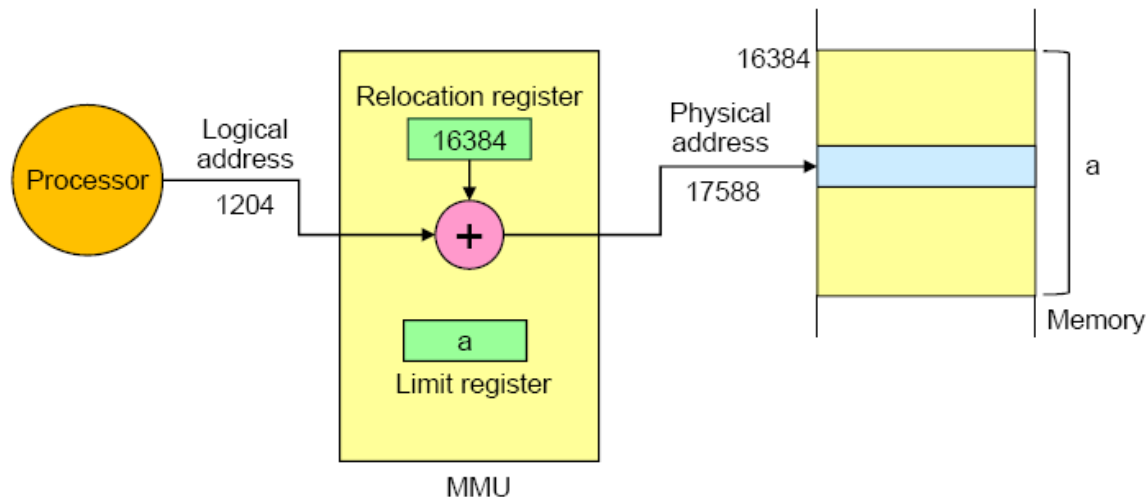 Processor
Logical
address
1204
Relocation register
16384
+
a
Limit register
MMU
Physical
address
17588
16384
a
Memory